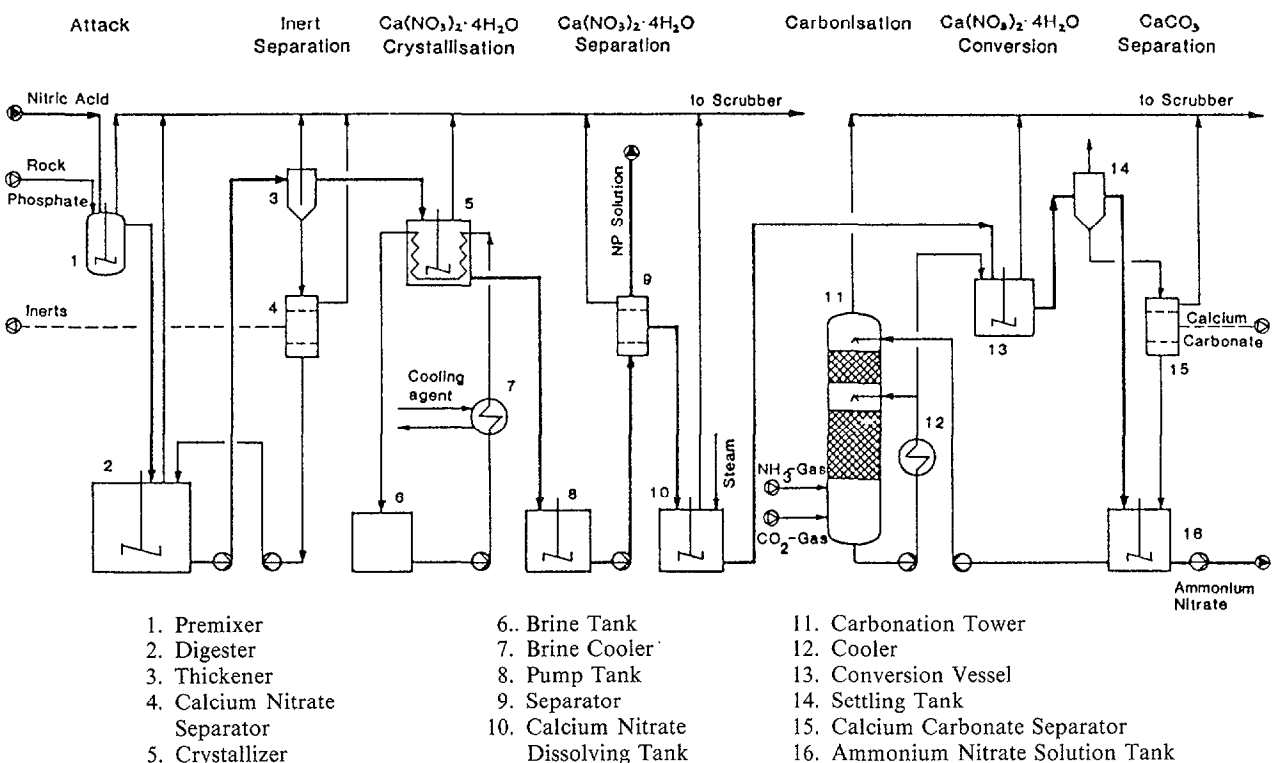 Attack
Inert
Separation
Ca(NO₃)₂·4H₂O
Crystallisation
Ca(NO₃)₂·4H₂O
Separation
Carbonisation
Ca(NO₃)₂·4H₂O
Conversion
CaCO₃
Separation
Nitric Acid
to Scrubber
to Scrubber
Rock
Phosphate
1
3
5
NP Solution
14
Inerts
4
9
11
13
Calcium
Carbonate
15
Cooling
agent
7
12
2
6
8
10
Steam
NH₃-Gas
CO₂-Gas
16
Ammonium
Nitrate
1. Premixer
2. Digester
3. Thickener
4. Calcium Nitrate
Separator
5. Crystallizer
6.. Brine Tank
7. Brine Cooler
8. Pump Tank
9. Separator
10. Calcium Nitrate
Dissolving Tank
11. Carbonation Tower
12. Cooler
13. Conversion Vessel
14. Settling Tank
15. Calcium Carbonate Separator
16. Ammonium Nitrate Solution Tank